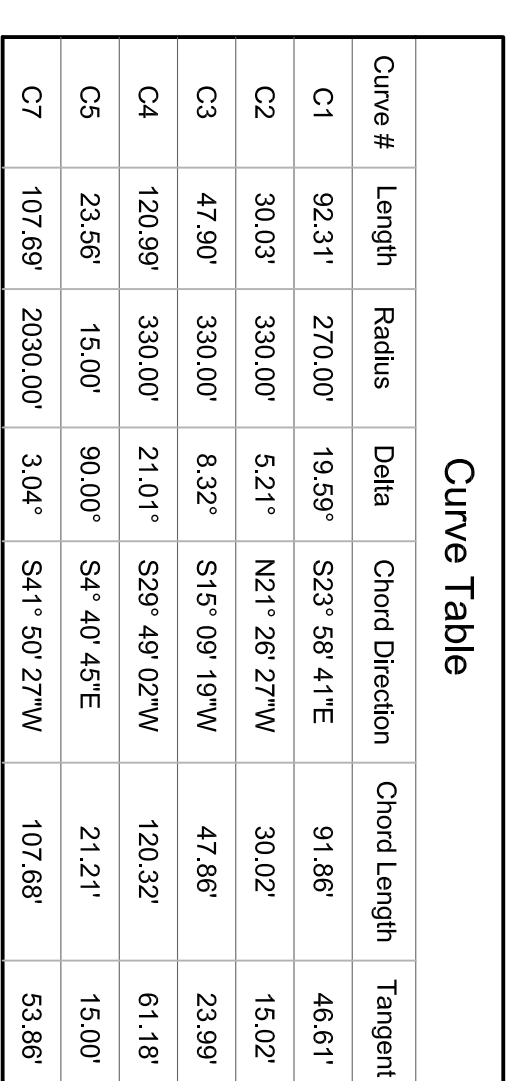 Curve Table
Curve # Length Radius Delta Chord Direction Chord Length Tangent
C1 92.31' 270.00' 19.59° S23° 58' 41"E 91.86' 46.61'
C2 30.03' 330.00' 5.21° N21° 26' 27"W 30.02' 15.02'
C3 47.90' 330.00' 8.32° S15° 09' 19"W 47.86' 23.99'
C4 120.99' 330.00' 21.01° S29° 49' 02"W 120.32' 61.18'
C5 23.56' 15.00' 90.00° S4° 40' 45"E 21.21' 15.00'
C7 107.69' 2030.00' 3.04° S41° 50' 27"W 107.68' 53.86'